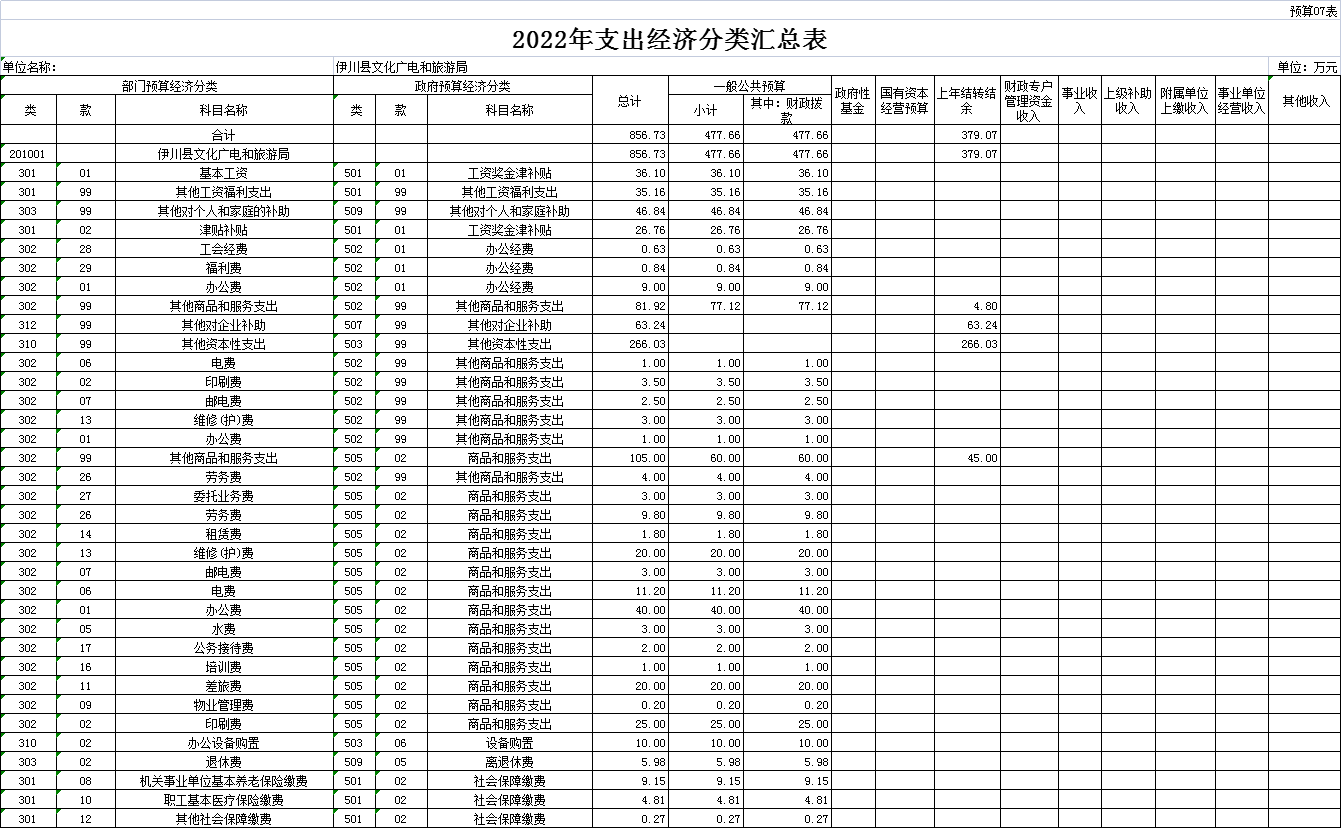 预算07表
2022年支出经济分类汇总表
单位名称： 伊川县文化广电和旅游局 单位：万元
部门预算经济分类 政府预算经济分类 总计 一般公共预算 政府性基金 国有资本经营预算 上年结转结余 财政专户管理资金收入 事业收入 上级补助收入 附属单位上缴收入 事业单位经营收入 其他收入
类 款 科目名称 类 款 科目名称 小计 其中：财政拨款
合计 856.73 477.66 477.66 379.07
201001 伊川县文化广电和旅游局 856.73 477.66 477.66 379.07
301 01 基本工资 501 01 工资奖金津补贴 36.10 36.10 36.10
301 99 其他工资福利支出 501 99 其他工资福利支出 35.16 35.16 35.16
303 99 其他对个人和家庭的补助 509 99 其他对个人和家庭补助 46.84 46.84 46.84
301 02 津贴补贴 501 01 工资奖金津补贴 26.76 26.76 26.76
302 28 工会经费 502 01 办公经费 0.63 0.63 0.63
302 29 福利费 502 01 办公经费 0.84 0.84 0.84
302 01 办公费 502 01 办公经费 9.00 9.00 9.00
302 99 其他商品和服务支出 502 99 其他商品和服务支出 81.92 77.12 77.12 4.80
312 99 其他对企业补助 507 99 其他对企业补助 63.24 63.24
310 99 其他资本性支出 503 99 其他资本性支出 266.03 266.03
302 06 电费 502 99 其他商品和服务支出 1.00 1.00 1.00
302 02 印刷费 502 99 其他商品和服务支出 3.50 3.50 3.50
302 07 邮电费 502 99 其他商品和服务支出 2.50 2.50 2.50
302 13 维修(护)费 502 99 其他商品和服务支出 3.00 3.00 3.00
302 01 办公费 502 99 其他商品和服务支出 1.00 1.00 1.00
302 99 其他商品和服务支出 505 02 商品和服务支出 105.00 60.00 60.00 45.00
302 26 劳务费 502 99 其他商品和服务支出 4.00 4.00 4.00
302 27 委托业务费 505 02 商品和服务支出 3.00 3.00 3.00
302 26 劳务费 505 02 商品和服务支出 9.80 9.80 9.80
302 14 租赁费 505 02 商品和服务支出 1.80 1.80 1.80
302 13 维修(护)费 505 02 商品和服务支出 20.00 20.00 20.00
302 07 邮电费 505 02 商品和服务支出 3.00 3.00 3.00
302 06 电费 505 02 商品和服务支出 11.20 11.20 11.20
302 01 办公费 505 02 商品和服务支出 40.00 40.00 40.00
302 05 水费 505 02 商品和服务支出 3.00 3.00 3.00
302 17 公务接待费 505 02 商品和服务支出 2.00 2.00 2.00
302 16 培训费 505 02 商品和服务支出 1.00 1.00 1.00
302 11 差旅费 505 02 商品和服务支出 20.00 20.00 20.00
302 09 物业管理费 505 02 商品和服务支出 0.20 0.20 0.20
302 02 印刷费 505 02 商品和服务支出 25.00 25.00 25.00
310 02 办公设备购置 503 06 设备购置 10.00 10.00 10.00
303 02 退休费 509 05 离退休费 5.98 5.98 5.98
301 08 机关事业单位基本养老保险缴费 501 02 社会保障缴费 9.15 9.15 9.15
301 10 职工基本医疗保险缴费 501 02 社会保障缴费 4.81 4.81 4.81
301 12 其他社会保障缴费 501 02 社会保障缴费 0.27 0.27 0.27